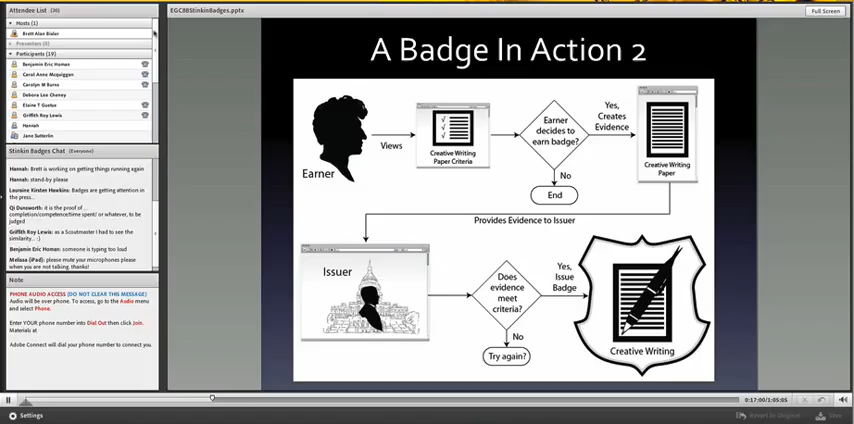 Attendee List (30)
EGCBBStinkinBadges.pptx
Full Screen
Hosts (1)
Brett Alan Bixler
Presenters (0)
Participants (19)
Benjamin Eric Homan
Carol Anne Mcquiggan
Carolyn M Burns
Debora Lee Cheney
Elaine T Gustus
Griffith Roy Lewis
Hannah
Jane Sutterlin
Stinkin Badges Chat (Everyone)
Hannah: Brett is working on getting things running again
Hannah: stand-by please
Lauraine Kirsten Hawkins: Badges are getting attention in
the press...
Qi Dunsworth: it is the proof of...
completion/competence/time spent/ or whatever, to be
judged
Griffith Roy Lewis: as a Scoutmaster I had to see the
similarity... :)
Benjamin Eric Homan: someone is typing too loud
Melissa (iPad): please mute your microphones please
when you are not talking. thanks!
Note
PHONE AUDIO ACCESS (DO NOT CLEAR THIS MESSAGE)
Audio will be over phone. To access, go to the Audio menu
and select Phone.
Enter YOUR phone number into Dial Out then click Join.
Materials at
Adobe Connect will dial your phone number to connect you.
A Badge In Action 2
Earner
Views
Creative Writing
Paper Criteria
Earner
decides to
earn badge?
Yes,
Creates
Evidence
Creative Writing
Paper
No
End
Provides Evidence to Issuer
Issuer
Does
evidence
meet
criteria?
Yes,
Issue
Badge
Creative Writing
No
Try again?
0:17:00/1:05:05
Settings
Revert to Original
Save